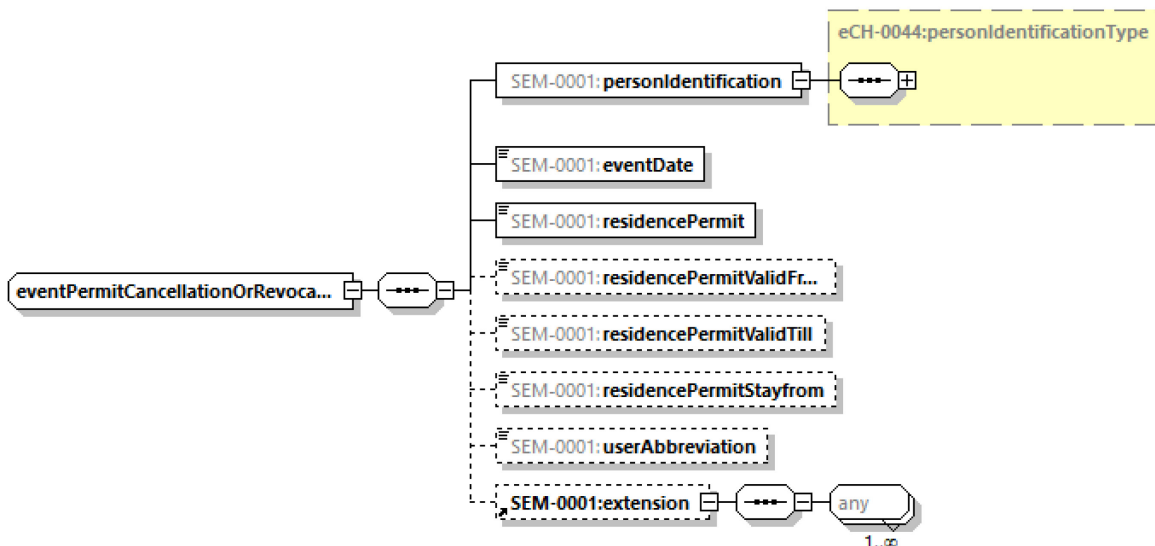 eCH-0044:personIdentificationType
SEM-0001:personIdentification
SEM-0001:eventDate
SEM-0001:residencePermit
SEM-0001:residencePermitValidFr...
eventPermitCancellationOrRevoca...
SEM-0001:residencePermitValidTill
SEM-0001:residencePermitStayfrom
SEM-0001:userAbbreviation
SEM-0001:extension
any
1..∞